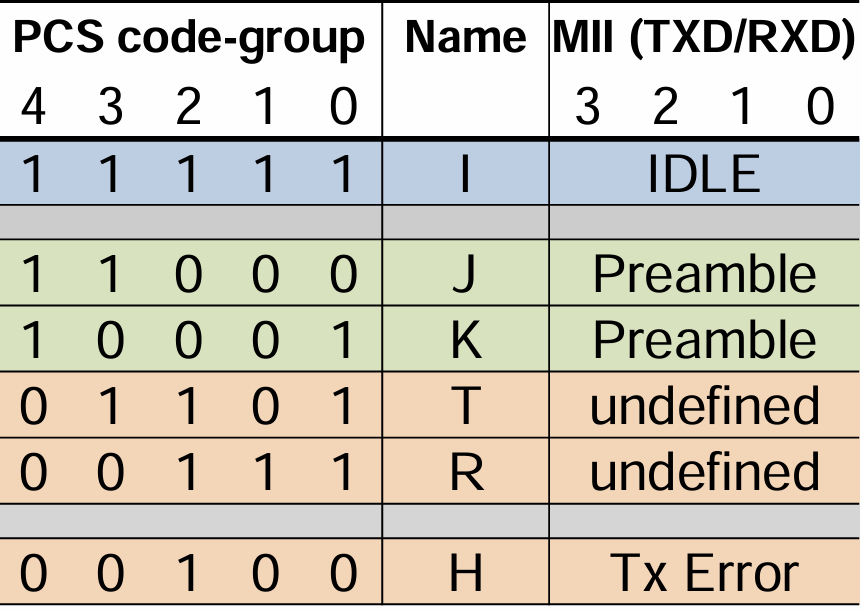 PCS code-group Name MII (TXD/RXD)
4 3 2 1 0 3 2 1 0
1 1 1 1 1 I IDLE
1 1 0 0 0 J Preamble
1 0 0 0 1 K Preamble
0 1 1 0 1 T undefined
0 0 1 1 1 R undefined
0 0 1 0 0 H Tx Error